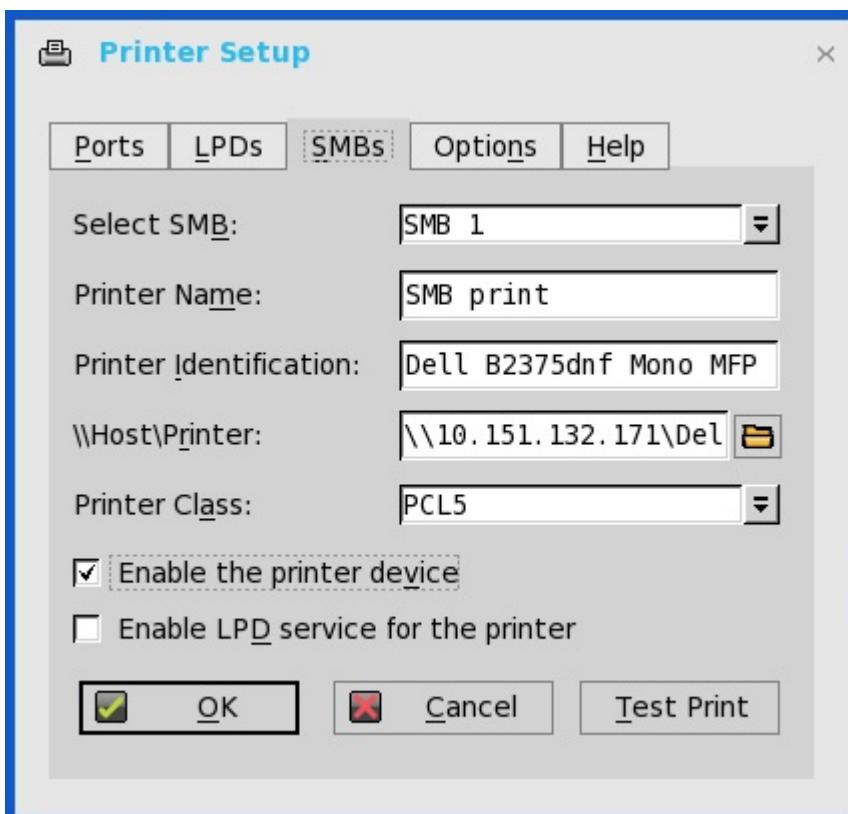 Printer Setup
Ports LPDs SMBs Options Help
Select SMB: SMB 1
Printer Name: SMB print
Printer Identification: Dell B2375dnf Mono MFP
\\Host\Printer: \\10.151.132.171\Del
Printer Class: PCL5
Enable the printer device
Enable LPD service for the printer
OK Cancel Test Print